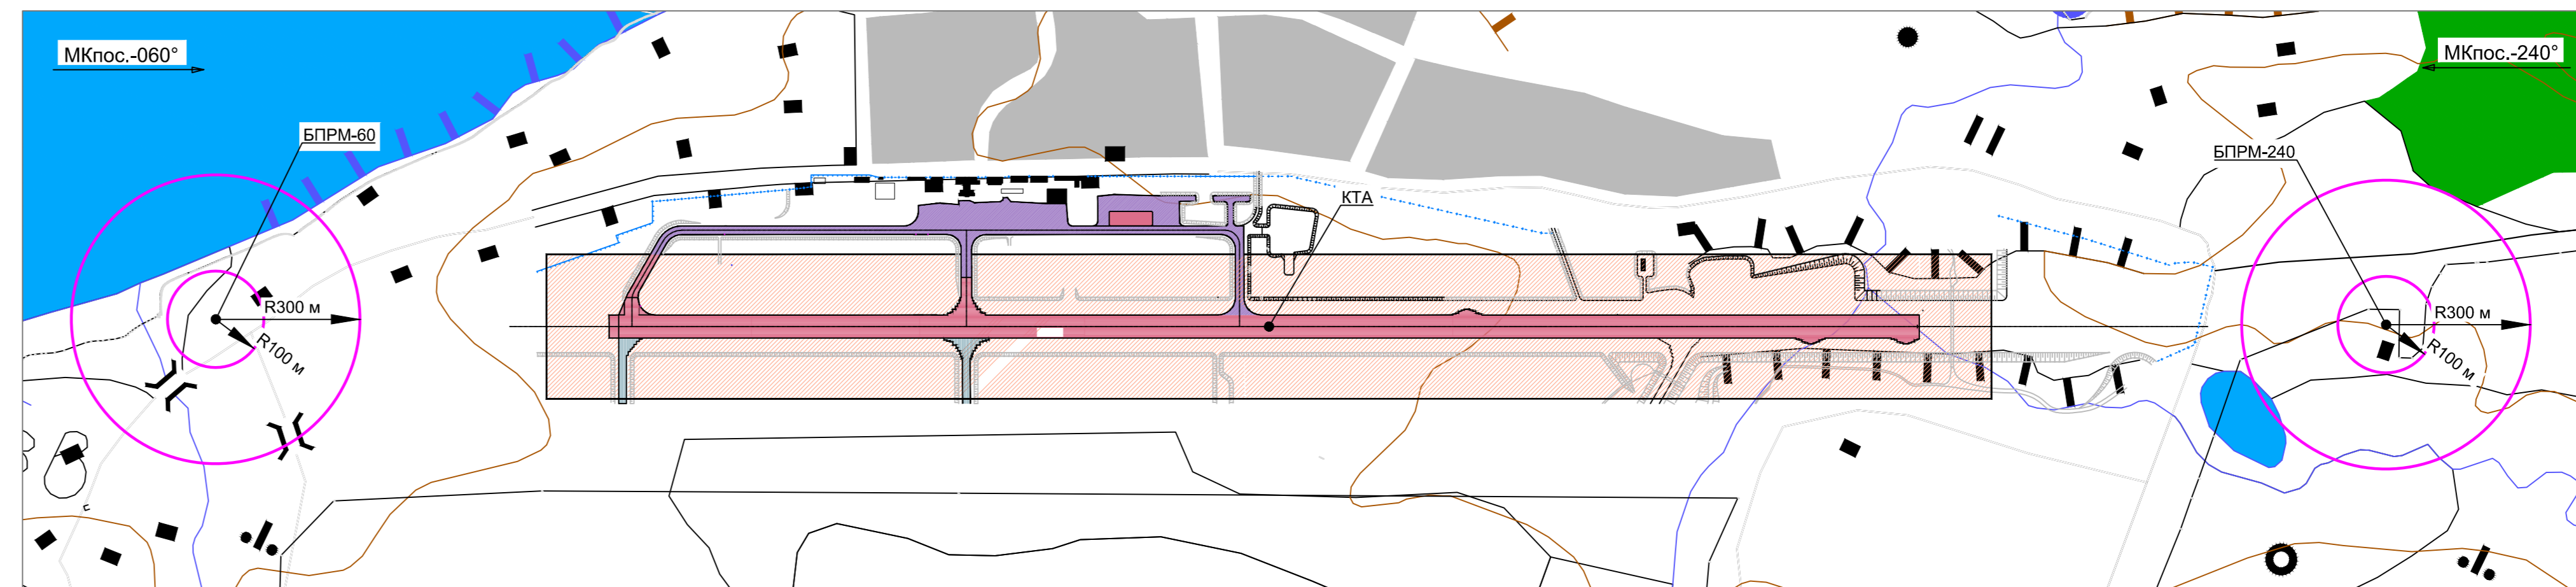 МКпос.-060°
МКпос.-240°
БПРМ-60
БПРМ-240
КТА
R300 м
R100 м
R300 м
R100 м